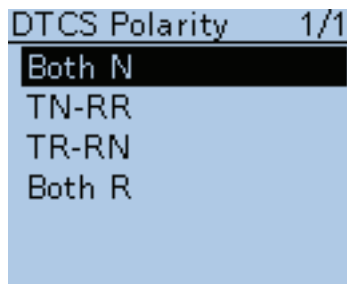 DTCS Polarity 1/1
Both N
TN-RR
TR-RN
Both R